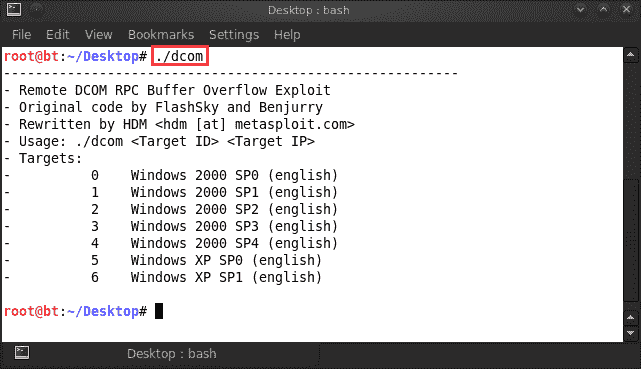 Desktop : bash
File Edit View Bookmarks Settings Help
root@bt:~/Desktop# ./dcom
---------------------------------------------------------
- Remote DCOM RPC Buffer Overflow Exploit
- Original code by FlashSky and Benjurry
- Rewritten by HDM <hdm [at] metasploit.com>
- Usage: ./dcom <Target ID> <Target IP>
- Targets:
-          0    Windows 2000 SP0 (english)
-          1    Windows 2000 SP1 (english)
-          2    Windows 2000 SP2 (english)
-          3    Windows 2000 SP3 (english)
-          4    Windows 2000 SP4 (english)
-          5    Windows XP SP0 (english)
-          6    Windows XP SP1 (english)
root@bt:~/Desktop#
Desktop : bash